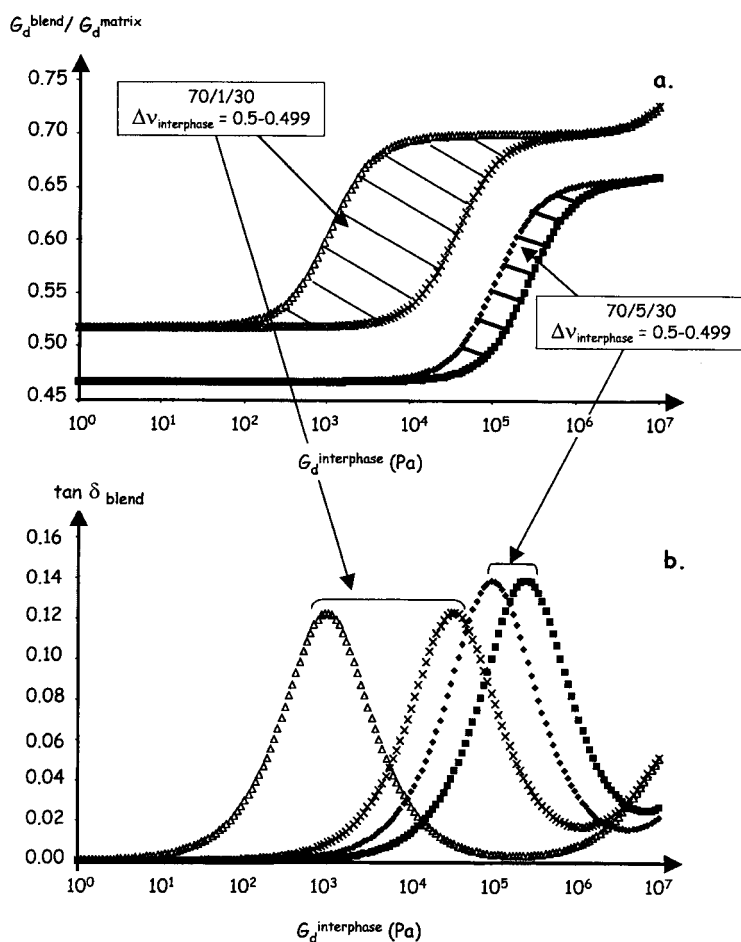 G_d^blend / G_d^matrix
a.
0.75
0.70
0.65
0.60
0.55
0.50
0.45
70/1/30
Δν_interphase = 0.5-0.499
70/5/30
Δν_interphase = 0.5-0.499
10^0 10^1 10^2 10^3 10^4 10^5 10^6 10^7
G_d^interphase (Pa)
tan δ_blend
b.
0.16
0.14
0.12
0.10
0.08
0.06
0.04
0.02
0.00
10^0 10^1 10^2 10^3 10^4 10^5 10^6 10^7
G_d^interphase (Pa)